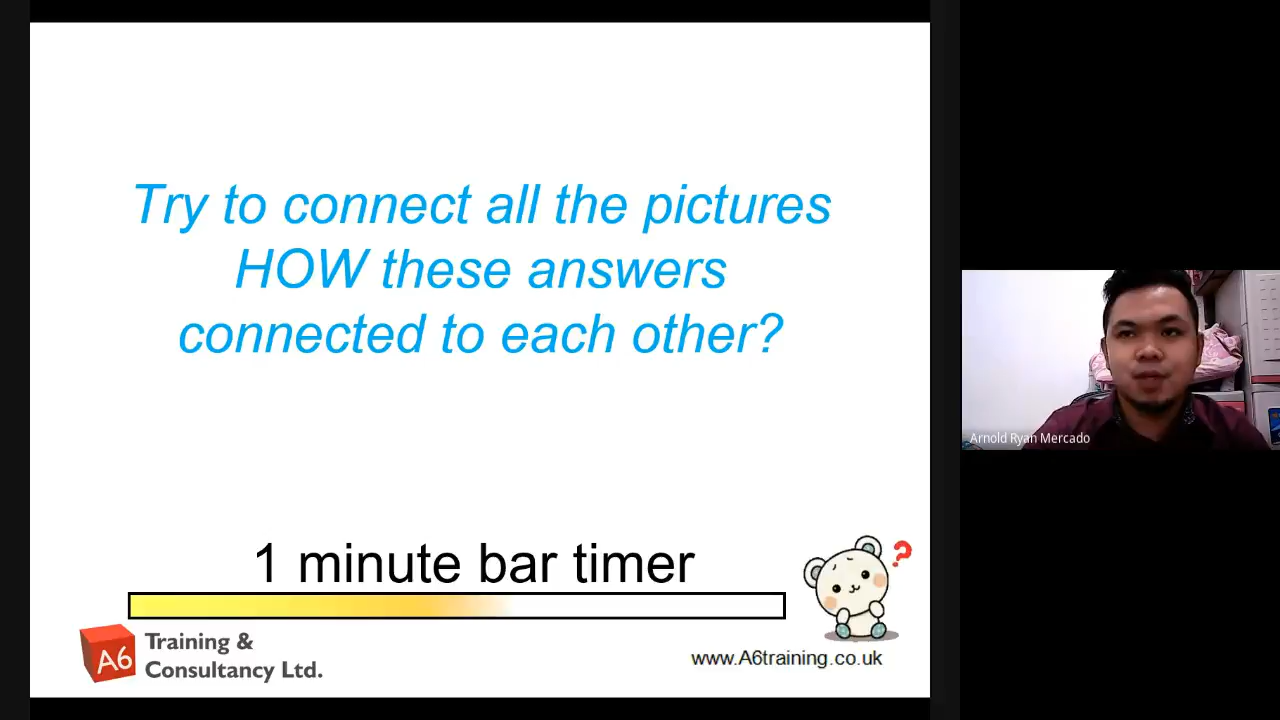 Try to connect all the pictures
HOW these answers
connected to each other?
1 minute bar timer
?
A6
Training &
Consultancy Ltd.
www.A6training.co.uk
Arnold Ryan Mercado